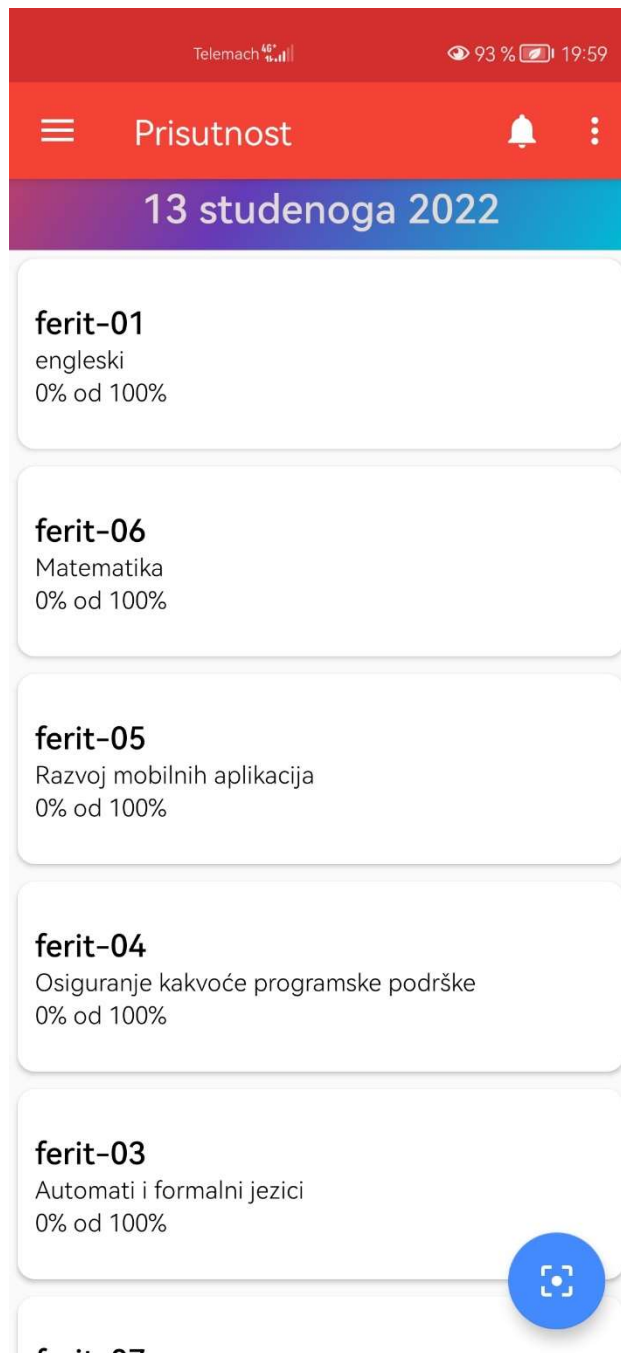 Telemach 4G+ 93 % 19:59
Prisutnost
13 studenoga 2022
ferit-01
engleski
0% od 100%
ferit-06
Matematika
0% od 100%
ferit-05
Razvoj mobilnih aplikacija
0% od 100%
ferit-04
Osiguranje kakvoće programske podrške
0% od 100%
ferit-03
Automati i formalni jezici
0% od 100%